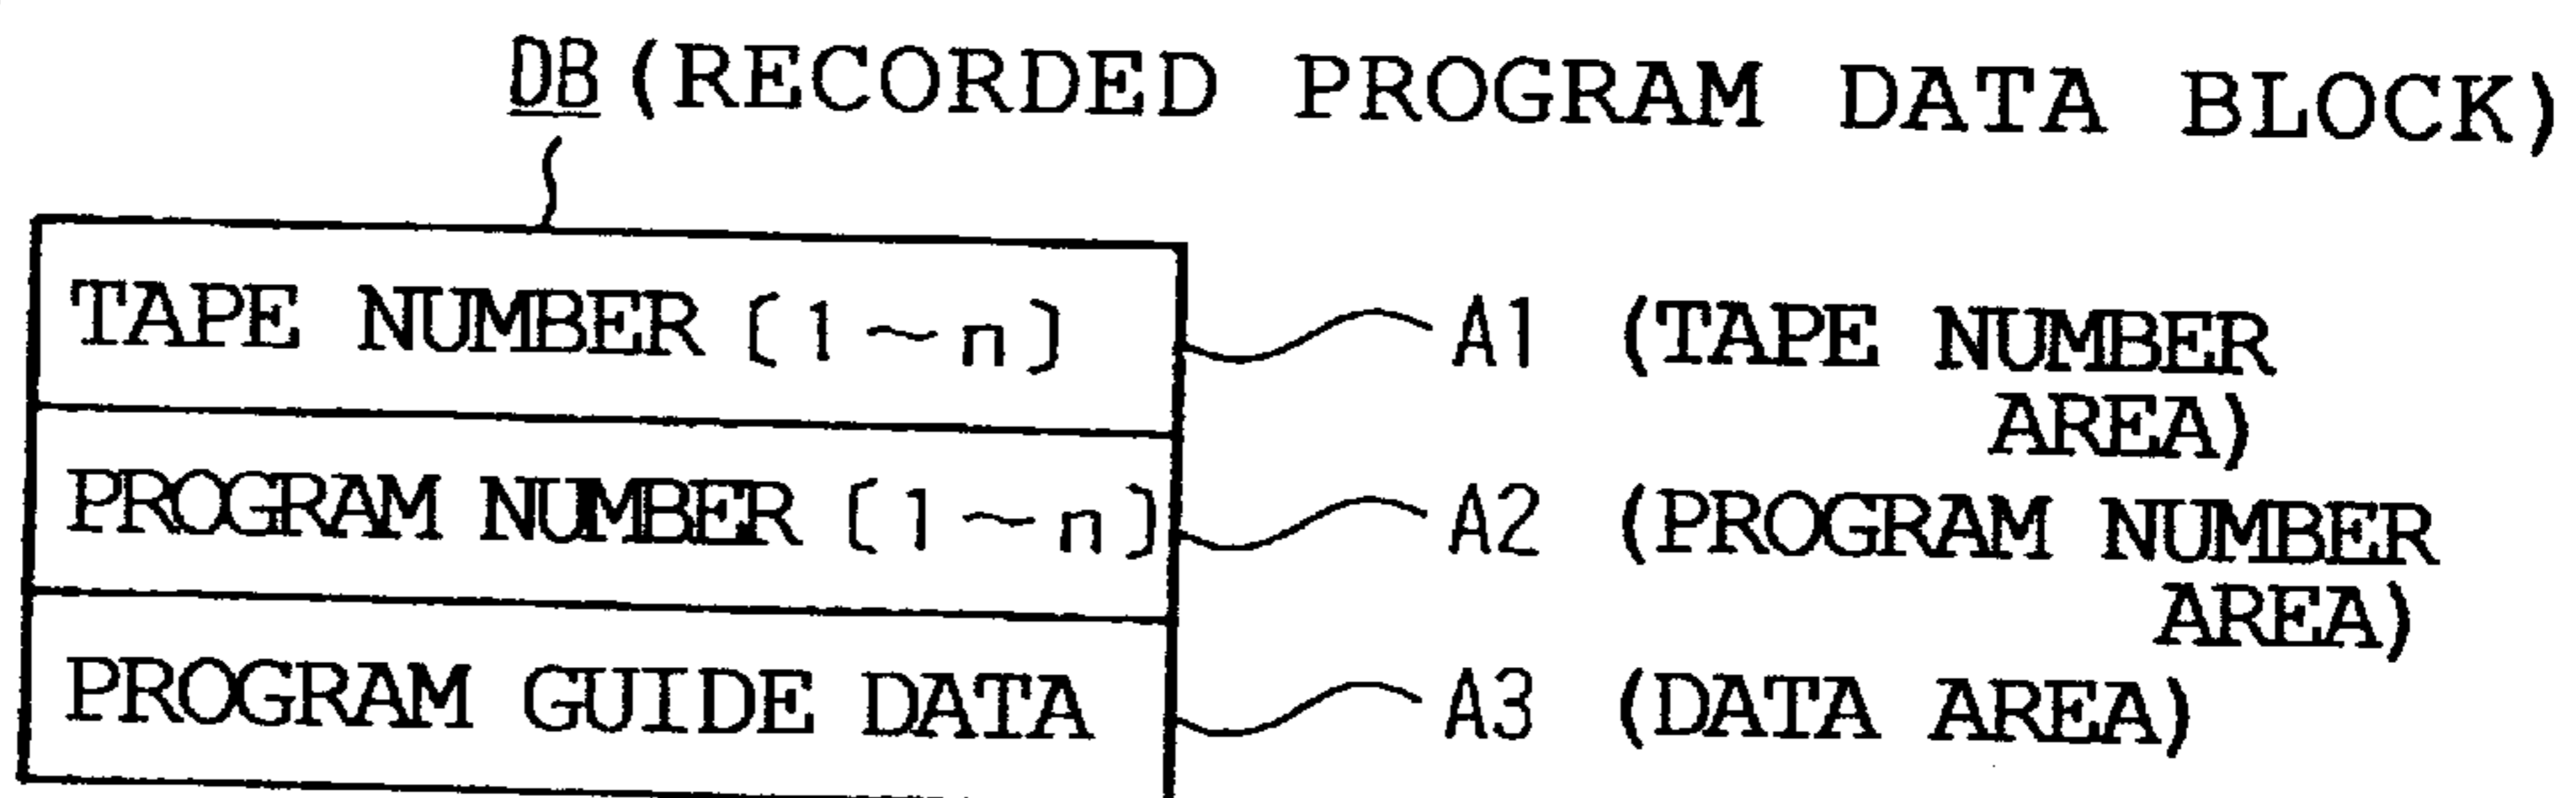 DB (RECORDED PROGRAM DATA BLOCK)
TAPE NUMBER [1~n] A1 (TAPE NUMBER
AREA)
PROGRAM NUMBER [1~n] A2 (PROGRAM NUMBER
AREA)
PROGRAM GUIDE DATA A3 (DATA AREA)